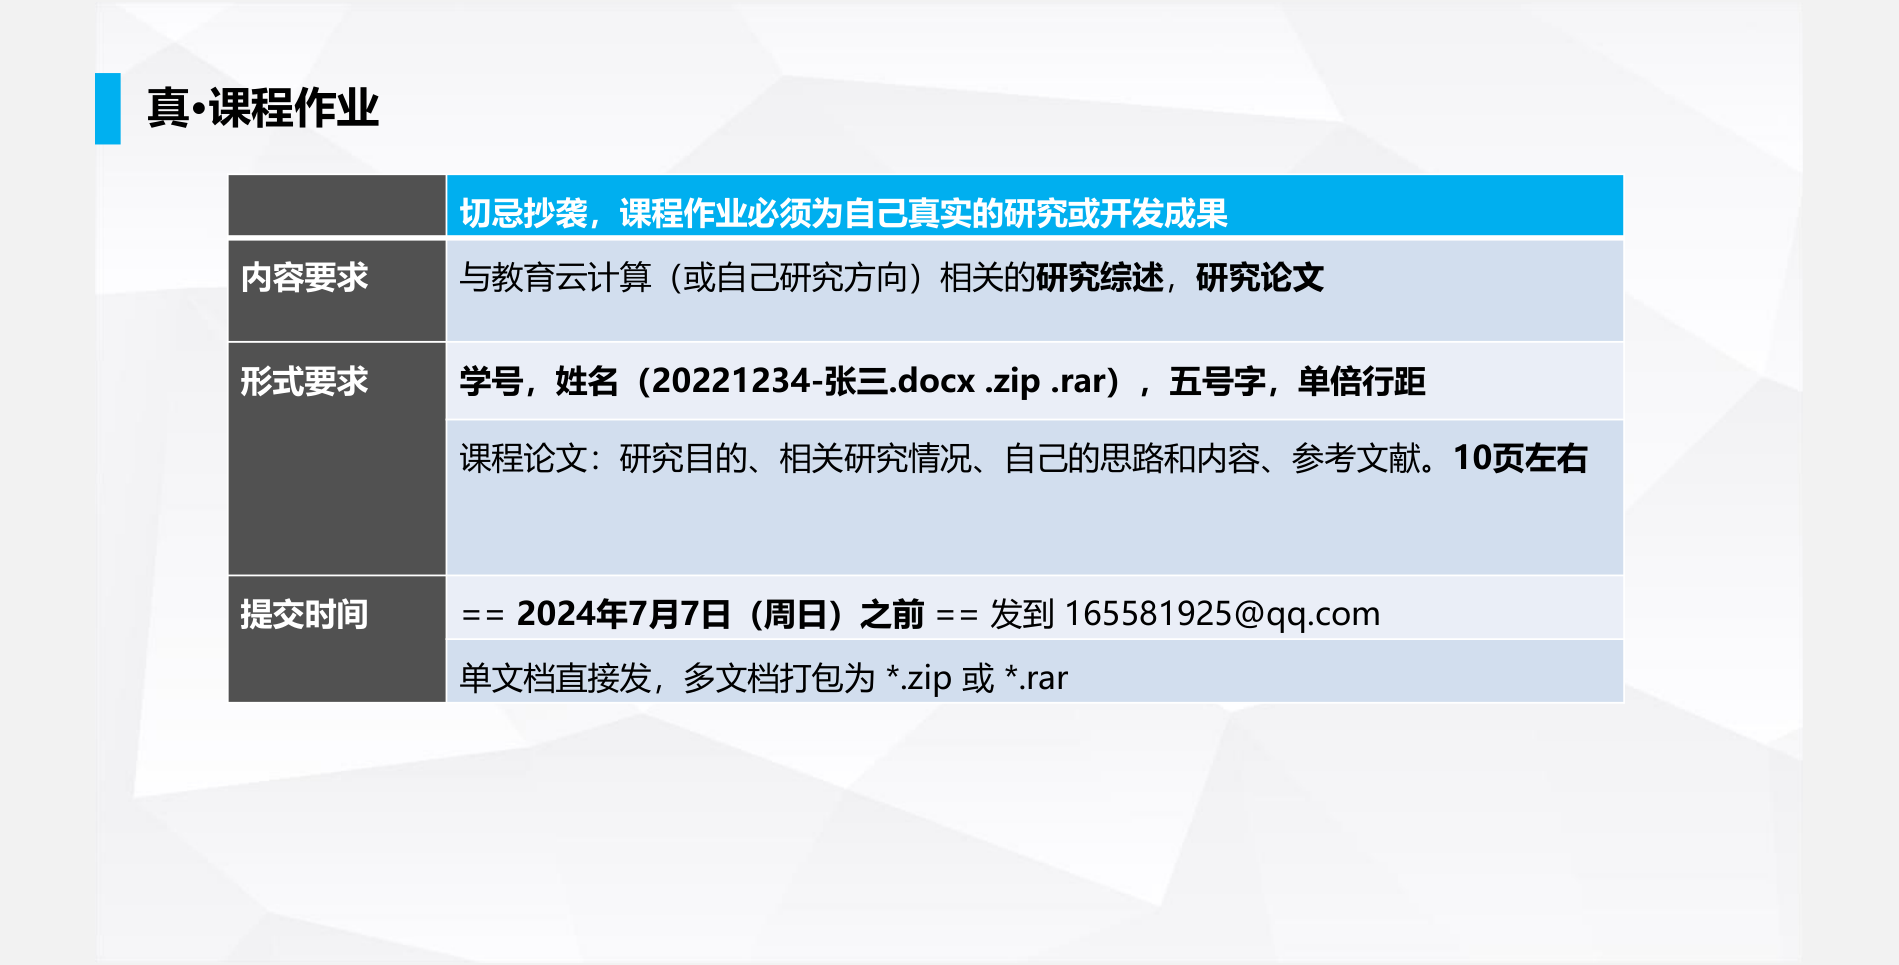 真·课程作业
切忌抄袭，课程作业必须为自己真实的研究或开发成果
内容要求
与教育云计算（或自己研究方向）相关的研究综述，研究论文
形式要求
学号，姓名（20221234-张三.docx .zip .rar），五号字，单倍行距
课程论文：研究目的、相关研究情况、自己的思路和内容、参考文献。10页左右
提交时间
== 2024年7月7日（周日）之前 == 发到 165581925@qq.com
单文档直接发，多文档打包为 *.zip 或 *.rar